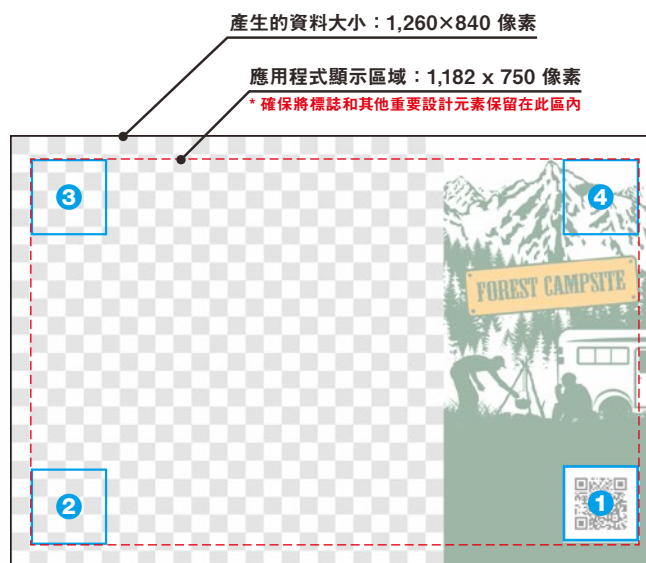 產生的資料大小：1,260×840 像素
應用程式顯示區域：1,182 x 750 像素
* 確保將標誌和其他重要設計元素保留在此區內
3
4
FOREST CAMPSITE
2
1